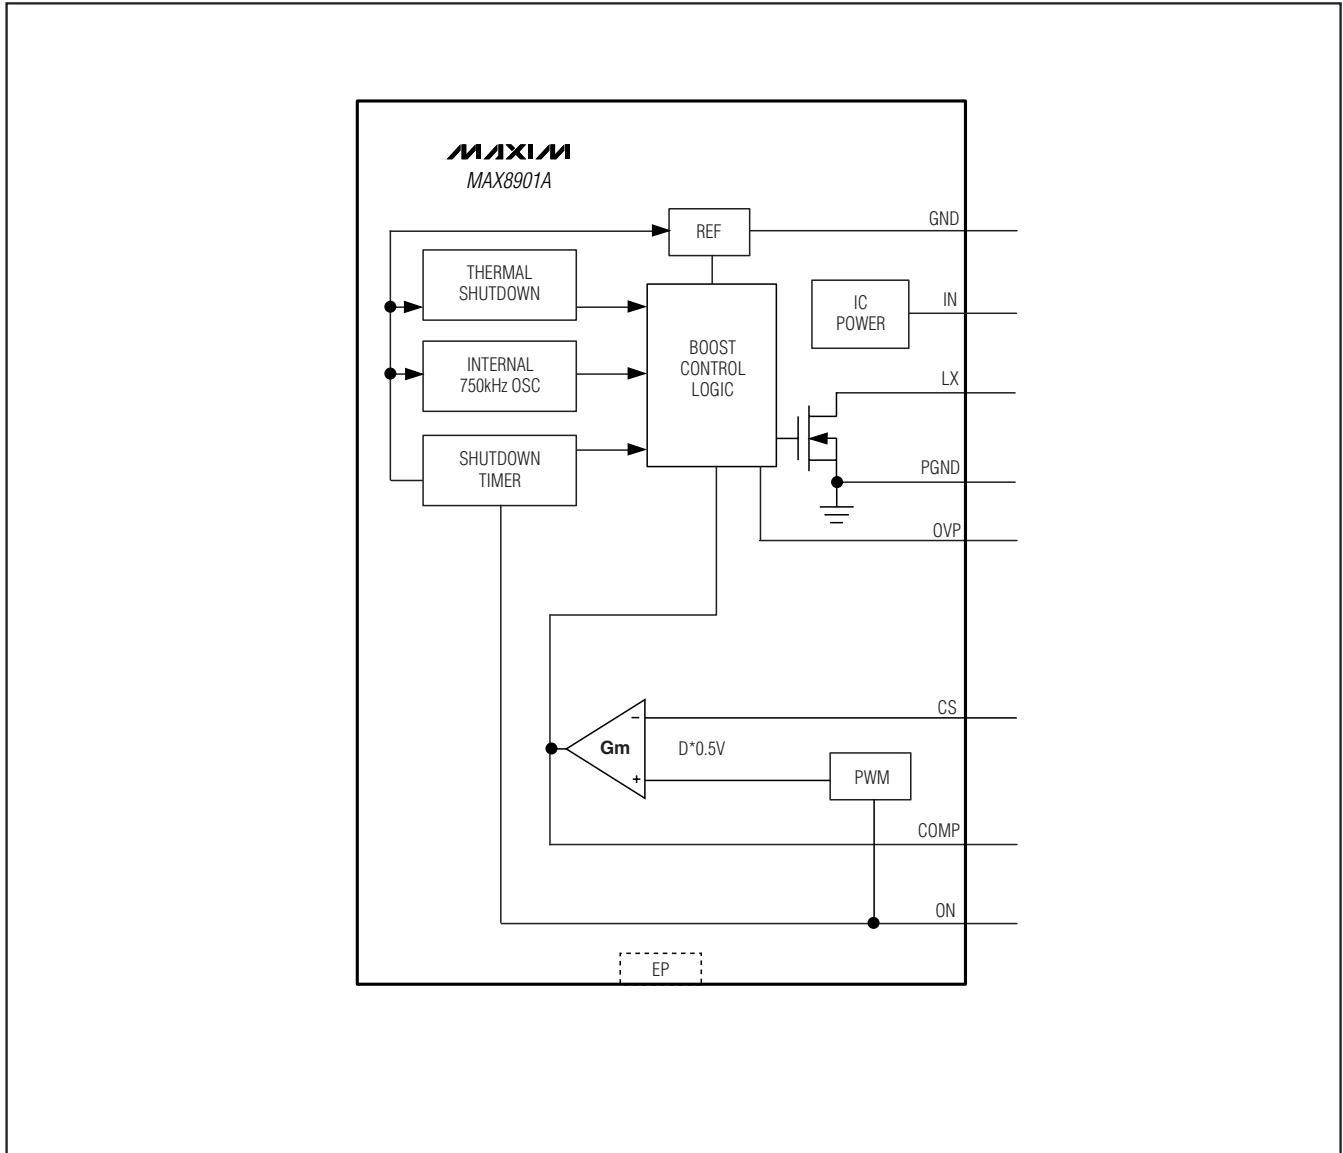 MAXIM
MAX8901A
REF
GND
THERMAL
SHUTDOWN
IC
POWER
IN
INTERNAL
750kHz OSC
BOOST
CONTROL
LOGIC
LX
SHUTDOWN
TIMER
PGND
OVP
CS
−
Gm
D*0.5V
+
PWM
COMP
ON
EP